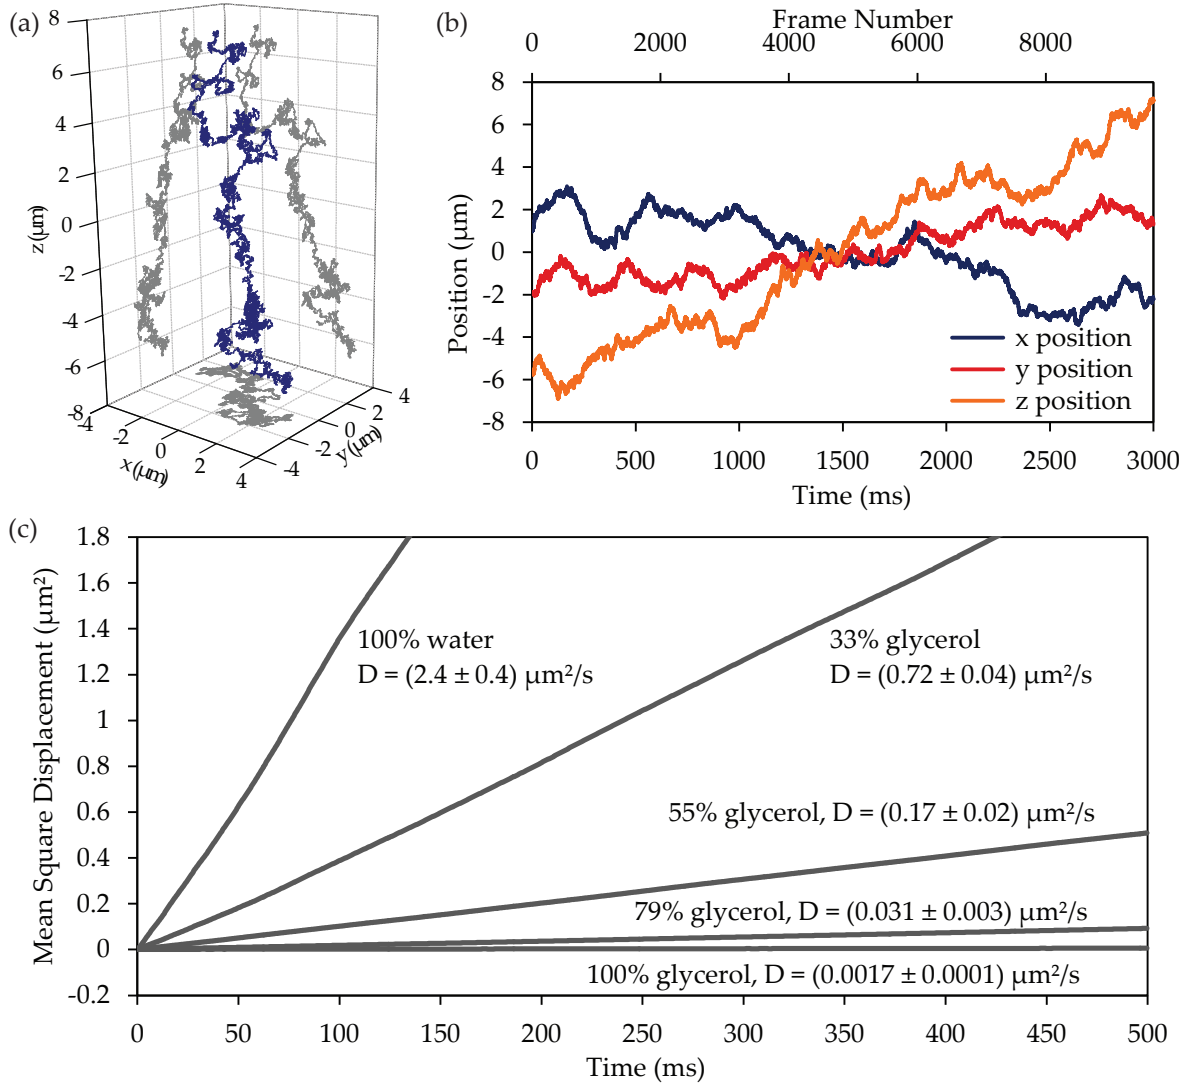 (a)
8
6
4
2
0
-2
-4
-6
-8
z (μm)
-4
-2
0
2
4
x (μm)
-4
-2
0
2
4
y (μm)
(b)
Frame Number
0 2000 4000 6000 8000
8
6
4
2
0
-2
-4
-6
-8
Position (μm)
x position
y position
z position
0 500 1000 1500 2000 2500 3000
Time (ms)
(c)
1.8
1.6
1.4
1.2
1
0.8
0.6
0.4
0.2
0
-0.2
Mean Square Displacement (μm²)
100% water
D = (2.4 ± 0.4) μm²/s
33% glycerol
D = (0.72 ± 0.04) μm²/s
55% glycerol, D = (0.17 ± 0.02) μm²/s
79% glycerol, D = (0.031 ± 0.003) μm²/s
100% glycerol, D = (0.0017 ± 0.0001) μm²/s
0 50 100 150 200 250 300 350 400 450 500
Time (ms)